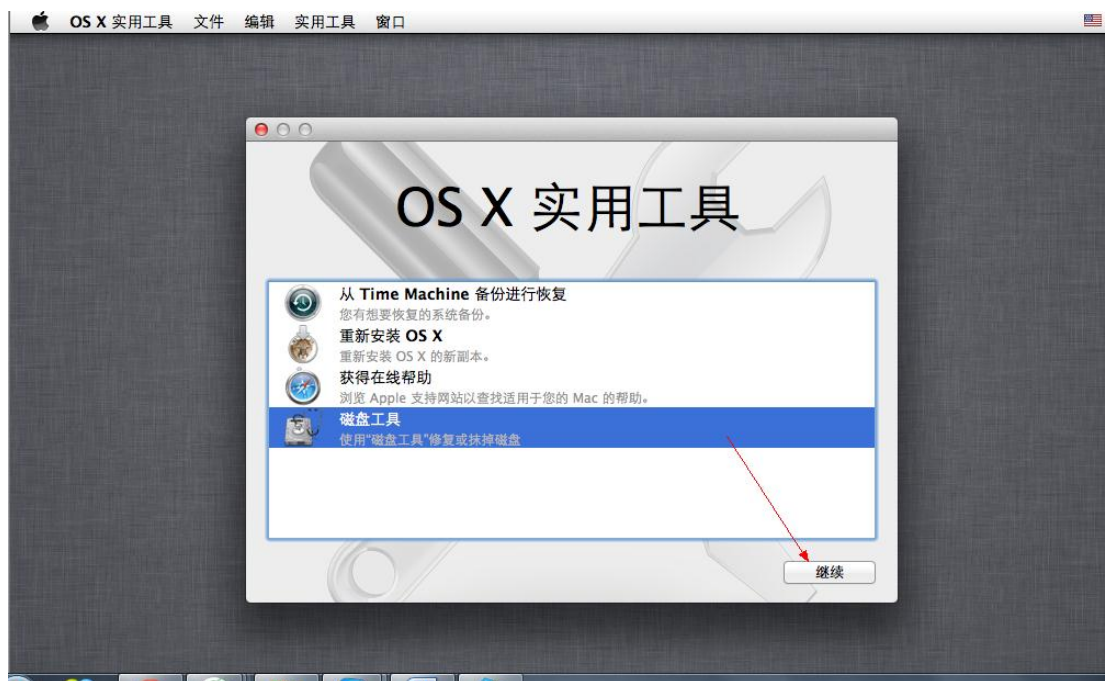 OS X 实用工具 文件 编辑 实用工具 窗口
OS X 实用工具
从 Time Machine 备份进行恢复
您有想要恢复的系统备份。
重新安装 OS X
重新安装 OS X 的新副本。
获得在线帮助
浏览 Apple 支持网站以查找适用于您的 Mac 的帮助。
磁盘工具
使用“磁盘工具”修复或抹掉磁盘
继续